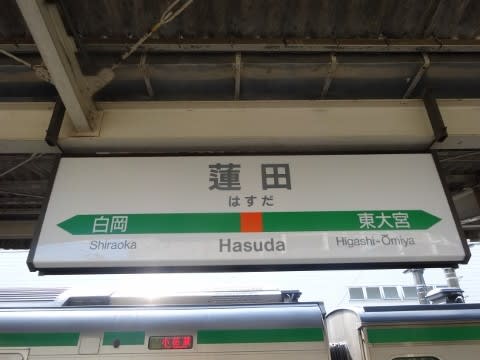 蓮田
はすだ
白岡
東大宮
Shiraoka
Hasuda
Higashi-Ōmiya